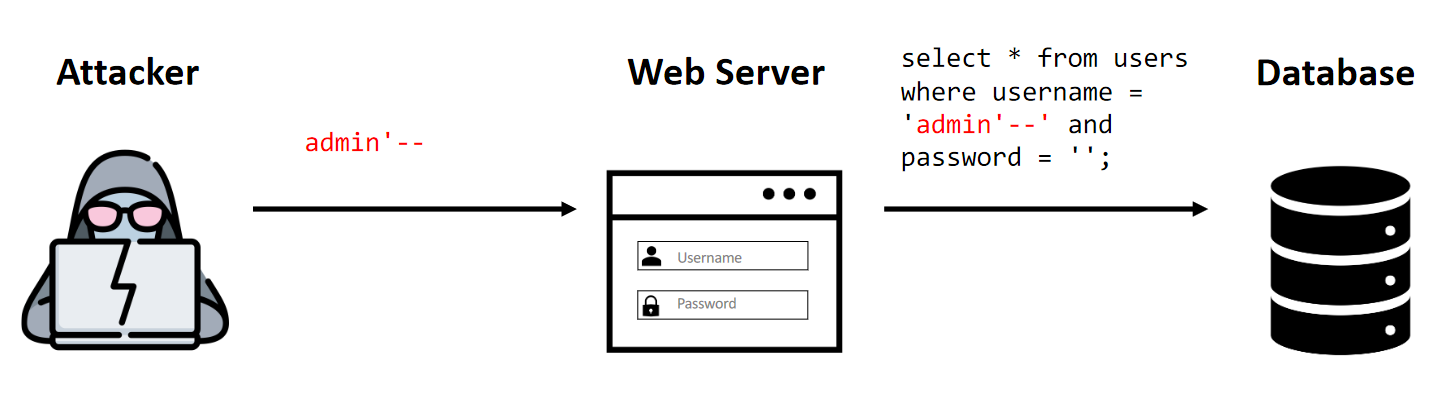 Attacker
admin'--
Web Server
Username
Password
select * from users
where username =
'admin'--' and
password = '';
Database